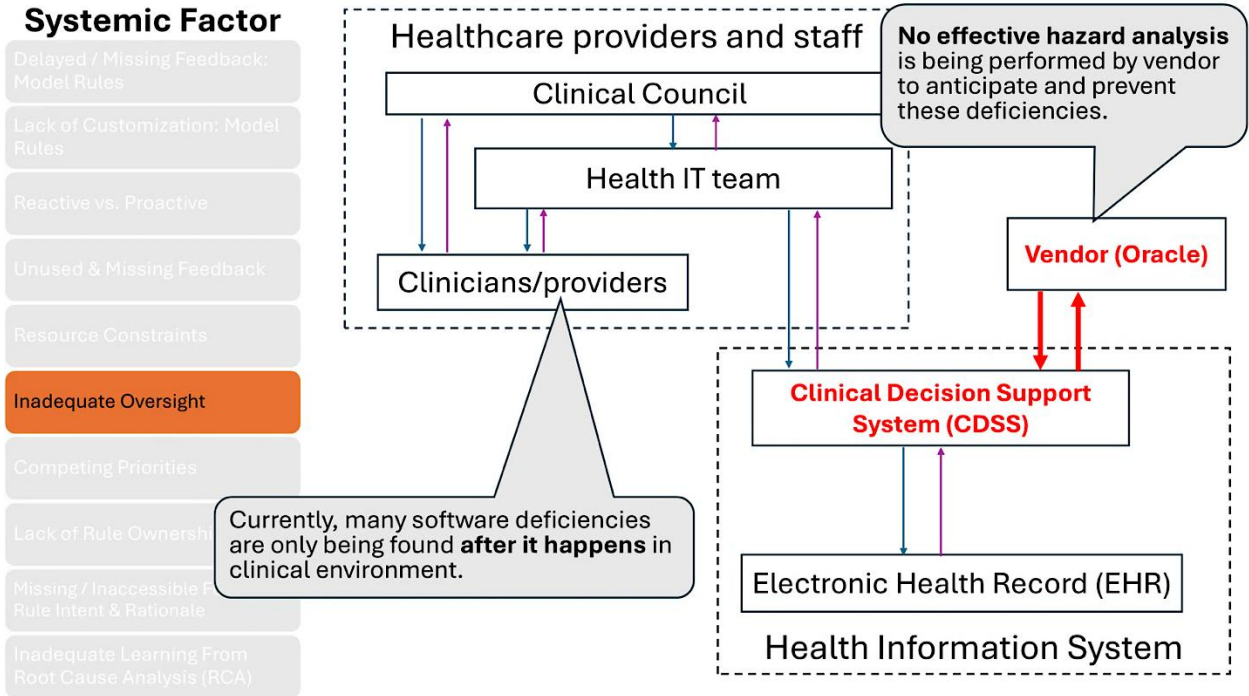 Systemic Factor
Delayed / Missing Feedback:
Model Rules
Lack of Customization: Model
Rules
Reactive vs. Proactive
Unused & Missing Feedback
Resource Constraints
Inadequate Oversight
Competing Priorities
Lack of Rule Ownershi
Missing / Inaccessible F
Rule Intent & Rationale
Inadequate Learning From
Root Cause Analysis (RCA)
Healthcare providers and staff
Clinical Council
Health IT team
Clinicians/providers
Currently, many software deficiencies
are only being found after it happens in
clinical environment.
No effective hazard analysis
is being performed by vendor
to anticipate and prevent
these deficiencies.
Vendor (Oracle)
Clinical Decision Support
System (CDSS)
Electronic Health Record (EHR)
Health Information System